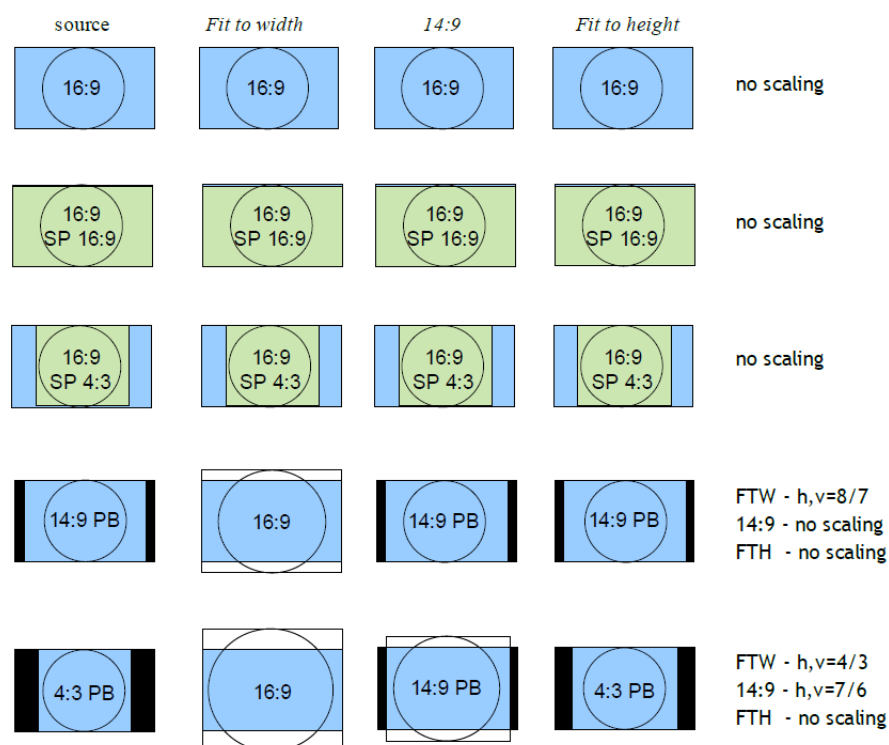 source Fit to width 14:9 Fit to height
16:9 16:9 16:9 16:9 no scaling
16:9 16:9 16:9 16:9
SP 16:9 SP 16:9 SP 16:9 SP 16:9 no scaling
16:9 16:9 16:9 16:9
SP 4:3 SP 4:3 SP 4:3 SP 4:3 no scaling
14:9 PB 16:9 14:9 PB 14:9 PB
FTW - h,v=8/7
14:9 - no scaling
FTH - no scaling
4:3 PB 16:9 14:9 PB 4:3 PB
FTW - h,v=4/3
14:9 - h,v=7/6
FTH - no scaling